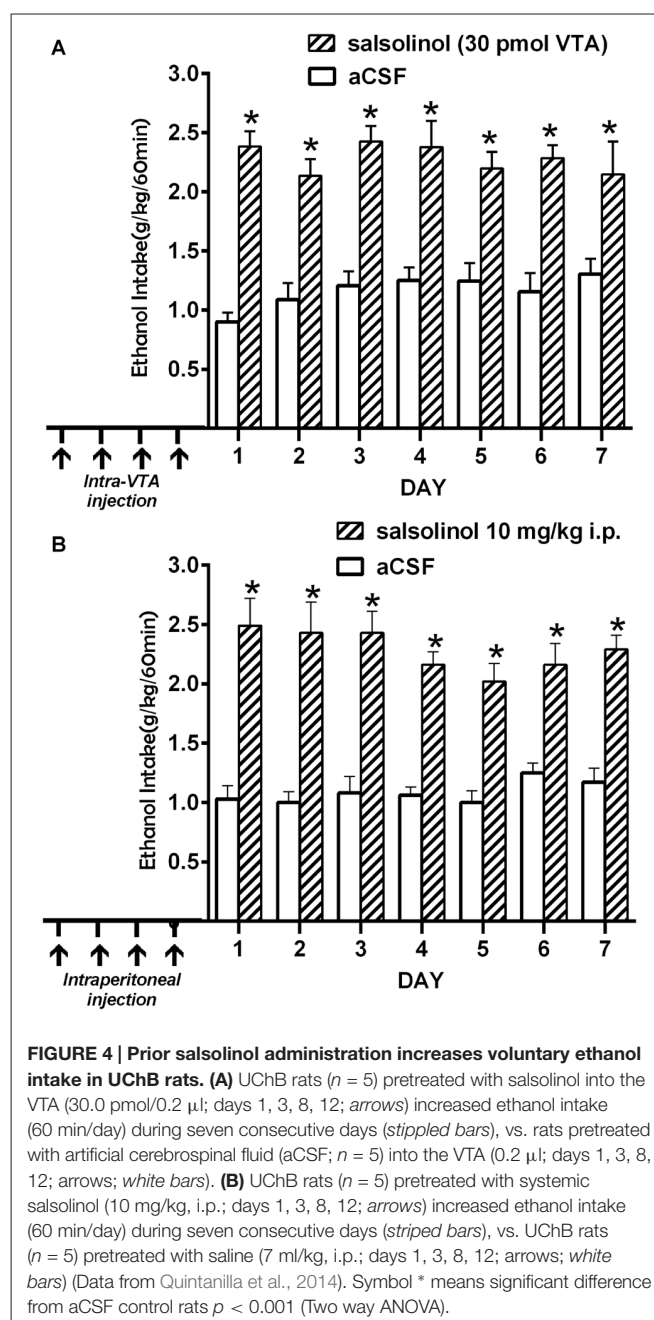 A
salsolinol (30 pmol VTA)
aCSF
Ethanol Intake(g/kg/60min)
3.0
2.5
2.0
1.5
1.0
0.5
* * * * * * *
1 2 3 4 5 6 7
DAY
Intra-VTA
injection
B
salsolinol 10 mg/kg i.p.
aCSF
Ethanol Intake(g/kg/60min)
3.0
2.5
2.0
1.5
1.0
0.5
* * * * * * *
1 2 3 4 5 6 7
DAY
Intraperitoneal
injection
FIGURE 4 | Prior salsolinol administration increases voluntary ethanol
intake in UChB rats. (A) UChB rats (n = 5) pretreated with salsolinol into the
VTA (30.0 pmol/0.2 μl; days 1, 3, 8, 12; arrows) increased ethanol intake
(60 min/day) during seven consecutive days (stippled bars), vs. rats pretreated
with artificial cerebrospinal fluid (aCSF; n = 5) into the VTA (0.2 μl; days 1, 3, 8,
12; arrows; white bars). (B) UChB rats (n = 5) pretreated with systemic
salsolinol (10 mg/kg, i.p.; days 1, 3, 8, 12; arrows) increased ethanol intake
(60 min/day) during seven consecutive days (striped bars), vs. UChB rats
(n = 5) pretreated with saline (7 ml/kg, i.p.; days 1, 3, 8, 12; arrows; white
bars) (Data from Quintanilla et al., 2014). Symbol * means significant difference
from aCSF control rats p < 0.001 (Two way ANOVA).